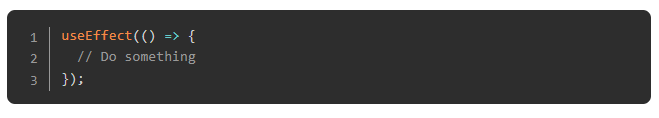 1 useEffect(() => {
2   // Do something
3 });